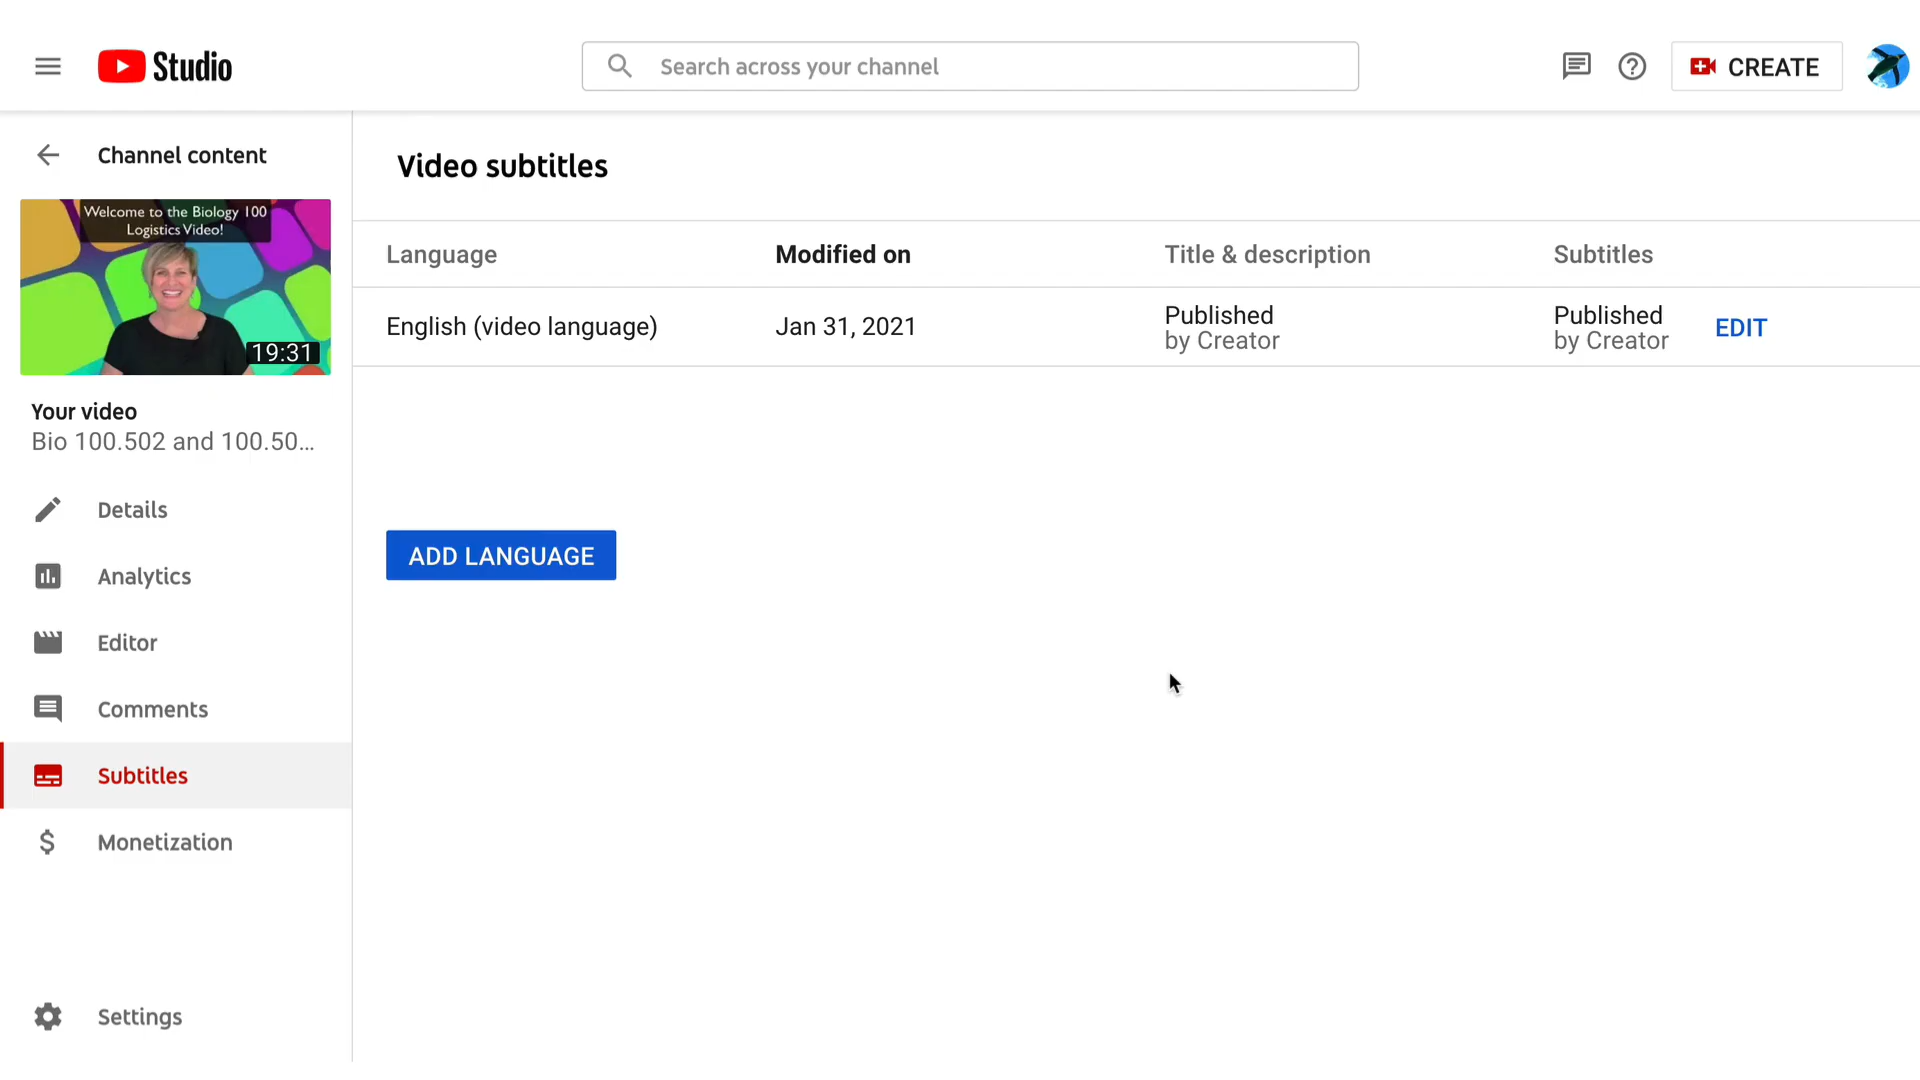 Studio
Search across your channel
CREATE
Channel content
Welcome to the Biology 100
Logistics Video!
19:31
Your video
Bio 100.502 and 100.50...
Details
Analytics
Editor
Comments
Subtitles
Monetization
Settings
Video subtitles
Language Modified on Title & description Subtitles
English (video language) Jan 31, 2021 Published Published EDIT
by Creator by Creator
ADD LANGUAGE